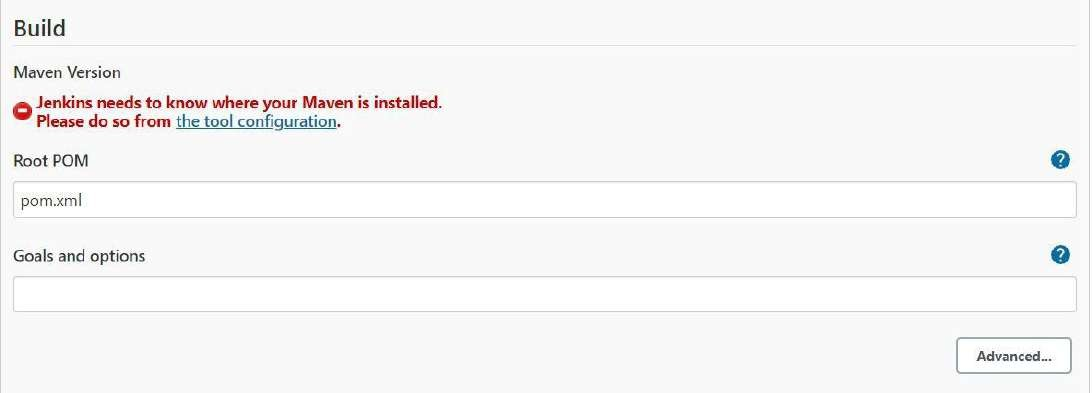 Build
Maven Version
Jenkins needs to know where your Maven is installed.
Please do so from the tool configuration.
Root POM
?
pom.xml
Goals and options
?
Advanced...